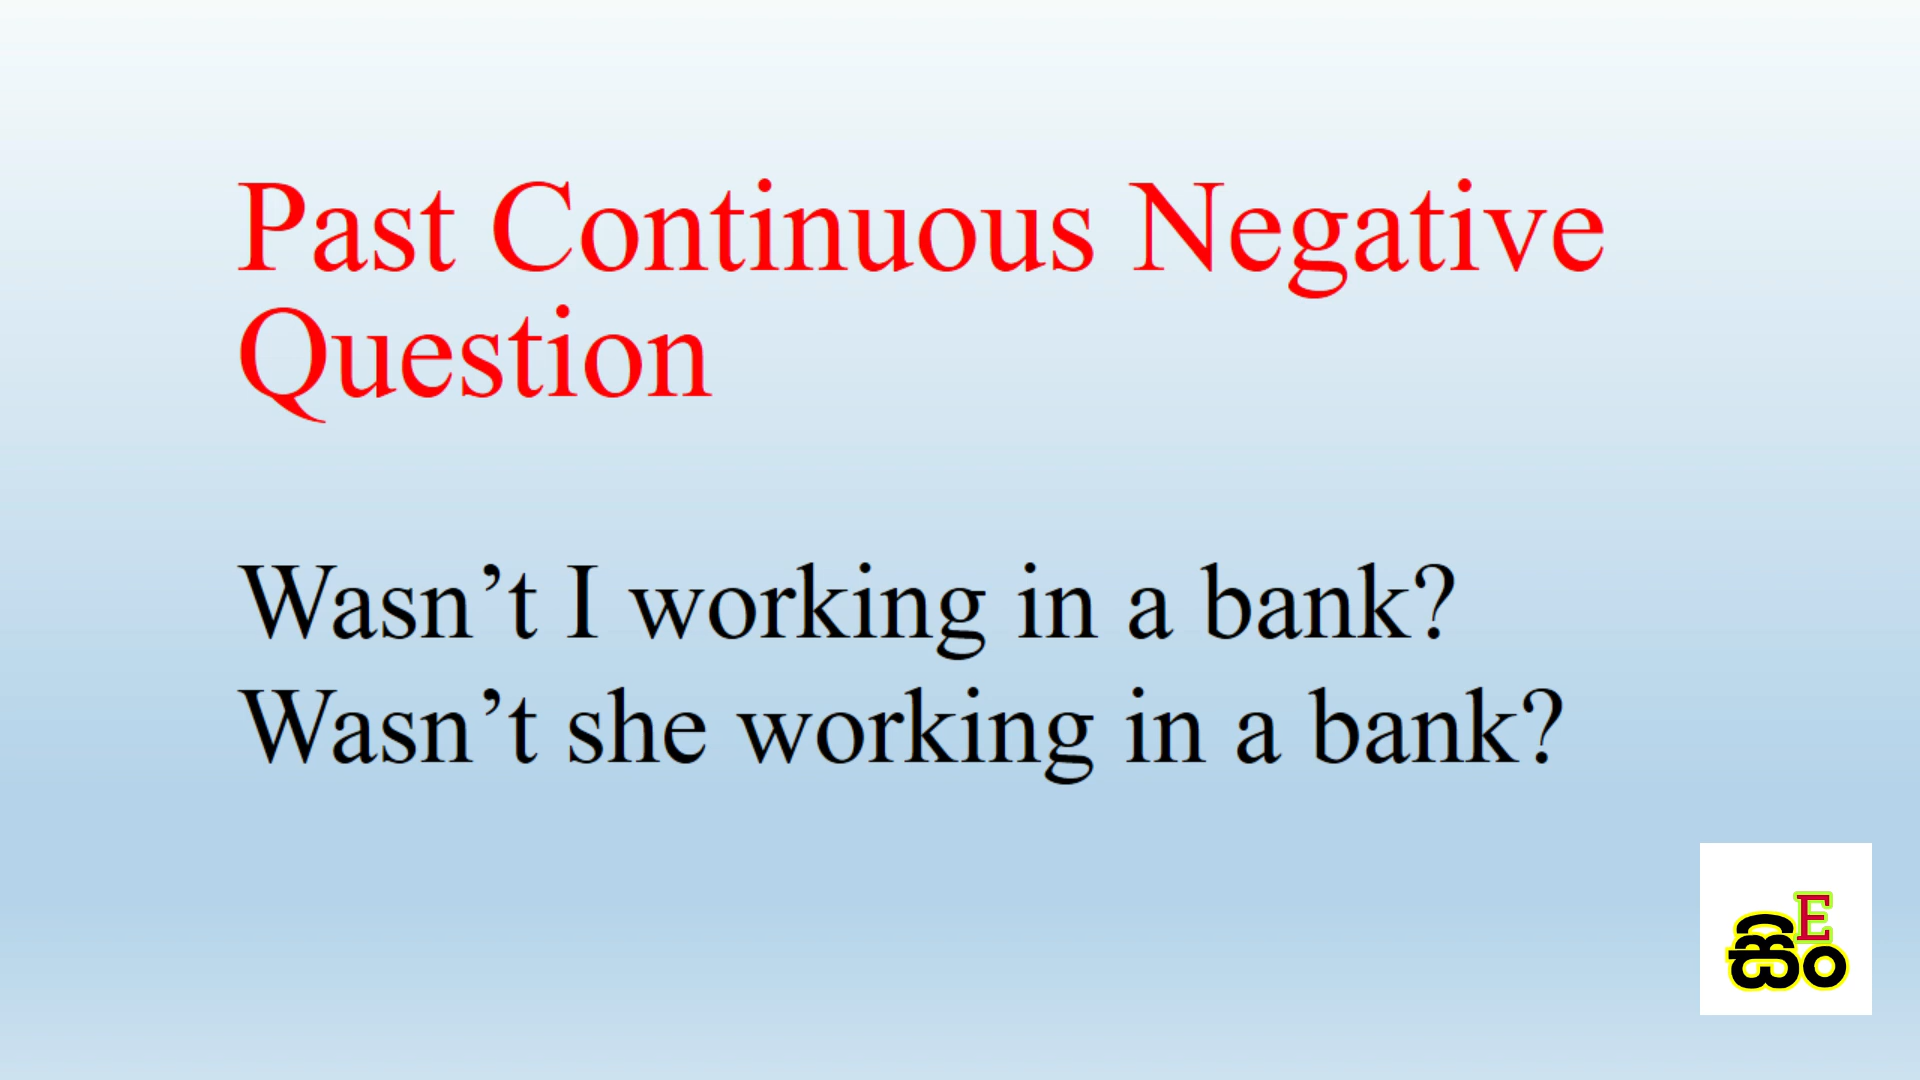 Past Continuous Negative
Question
Wasn’t I working in a bank?
Wasn’t she working in a bank?
E
සිං